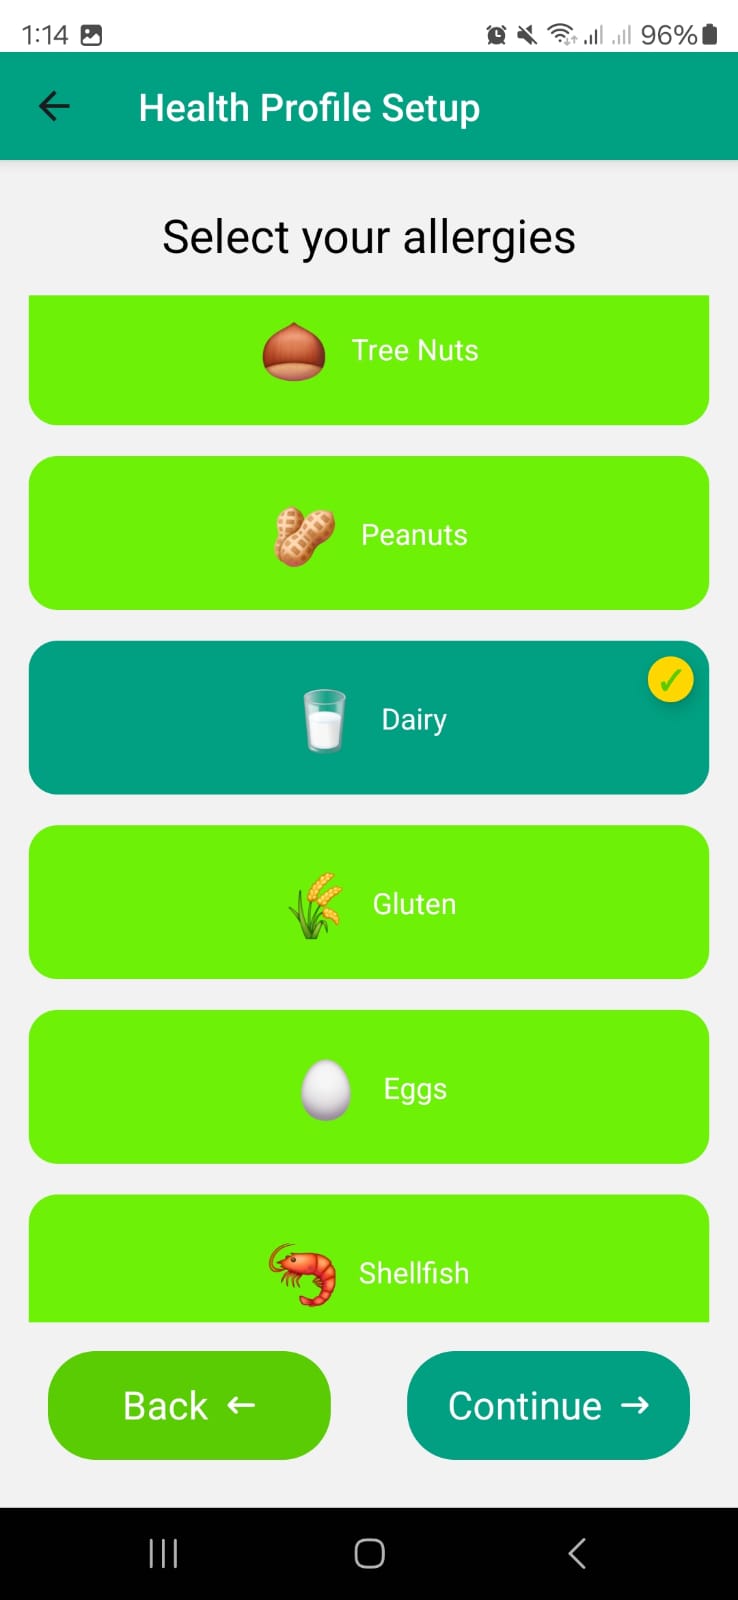 1:14 96%
Health Profile Setup
Select your allergies
Tree Nuts
Peanuts
Dairy
Gluten
Eggs
Shellfish
Back ←
Continue →